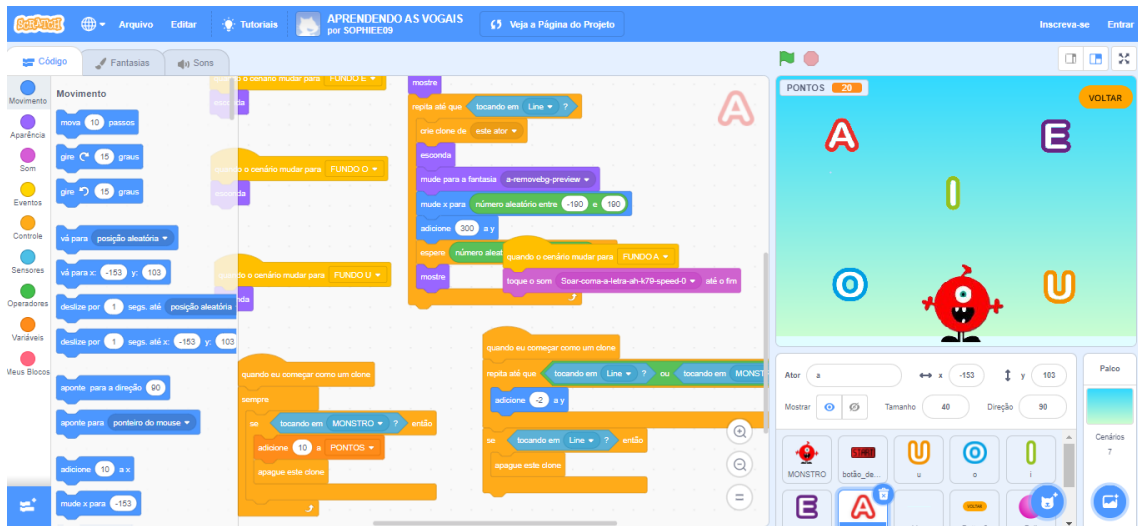 SCRATCH
Arquivo
Editar
Tutoriais
APRENDENDO AS VOGAIS
por SOPHIEE09
Veja a Página do Projeto
Inscreva-se
Entrar
Código
Fantasias
Sons
Movimento
Aparência
Som
Eventos
Controle
Sensores
Operadores
Variáveis
Meus Blocos
Movimento
mova 10 passos
gire 15 graus
gire 15 graus
vá para posição aleatória
vá para x: -153 y: 103
deslize por 1 segs. até posição aleatória
deslize por 1 segs. até x: -153 y: 103
aponte para a direção 90
aponte para ponteiro do mouse
adicione 10 a x
mude x para -153
o cenário mudar para FUNDO E
esconda
quando o cenário mudar para FUNDO O
esconda
quando o cenário mudar para FUNDO U
quando eu começar como um clone
sempre
se tocando em MONSTRO ? então
adicione 10 a PONTOS
apague este clone
mostre
repita até que tocando em Line ?
crie clone de este ator
esconda
mude para a fantasia a-removebg-preview
mude x para número aleatório entre -190 e 190
adicione 300 a y
espere número aleat
mostre
quando o cenário mudar para FUNDO A
toque o som Soar-coma-a-letra-ah-k79-speed-0 até o fim
quando eu começar como um clone
repita até que tocando em Line ? ou tocando em MONST
adicione -2 a y
se tocando em Line ? então
apague este clone
A
PONTOS 20
VOLTAR
A
E
I
O
U
Ator a x -153 y 103
Mostrar Tamanho 40 Direção 90
Palco
Cenários
7
START
U
O
I
MONSTRO
botão_de...
u
o
i
E
A
VOLTAR